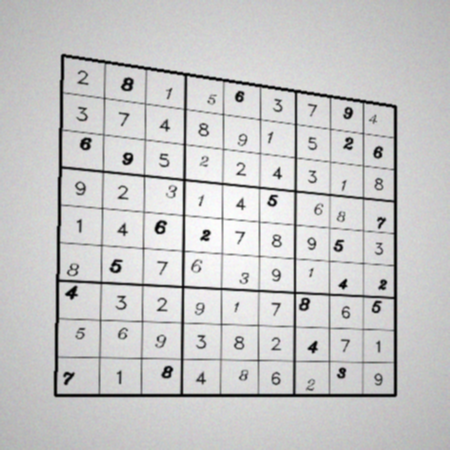 2 8 1 5 6 3 7 9 4
3 7 4 8 9 1 5 2 6
6 9 5 2 2 4 3 1 8
9 2 3 1 4 5 6 8 7
1 4 6 2 7 8 9 5 3
8 5 7 6 3 9 1 4 2
4 3 2 9 1 7 8 6 5
5 6 9 3 8 2 4 7 1
7 1 8 4 8 6 2 3 9